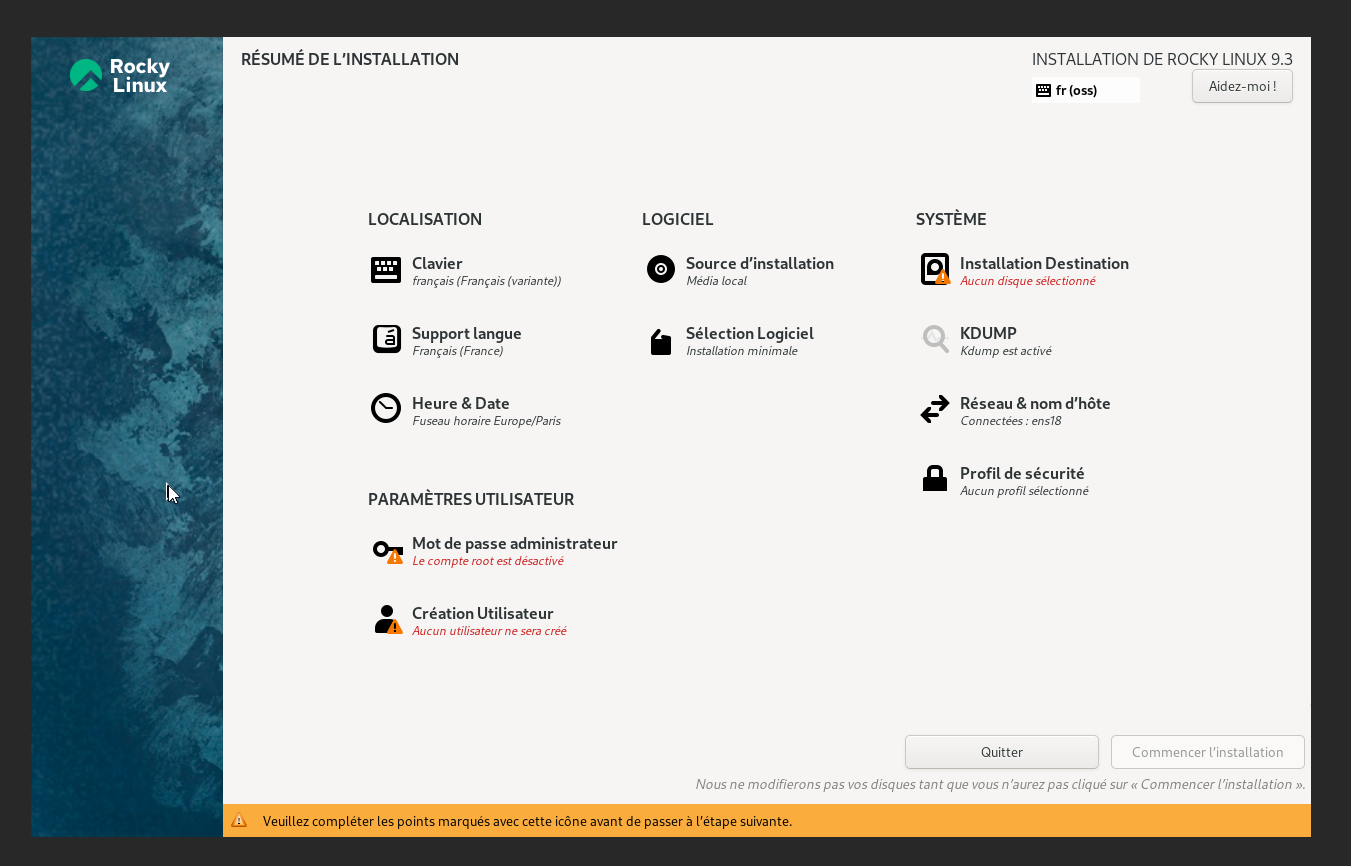 Rocky
Linux
RÉSUMÉ DE L'INSTALLATION
INSTALLATION DE ROCKY LINUX 9.3
fr (oss)
Aidez-moi !
LOCALISATION
Clavier
français (Français (variante))
Support langue
Français (France)
Heure & Date
Fuseau horaire Europe/Paris
LOGICIEL
Source d'installation
Média local
Sélection Logiciel
Installation minimale
SYSTÈME
Installation Destination
Aucun disque sélectionné
KDUMP
Kdump est activé
Réseau & nom d'hôte
Connectées : ens18
Profil de sécurité
Aucun profil sélectionné
PARAMÈTRES UTILISATEUR
Mot de passe administrateur
Le compte root est désactivé
Création Utilisateur
Aucun utilisateur ne sera créé
Quitter
Commencer l'installation
Nous ne modifierons pas vos disques tant que vous n'aurez pas cliqué sur « Commencer l'installation ».
Veuillez compléter les points marqués avec cette icône avant de passer à l'étape suivante.